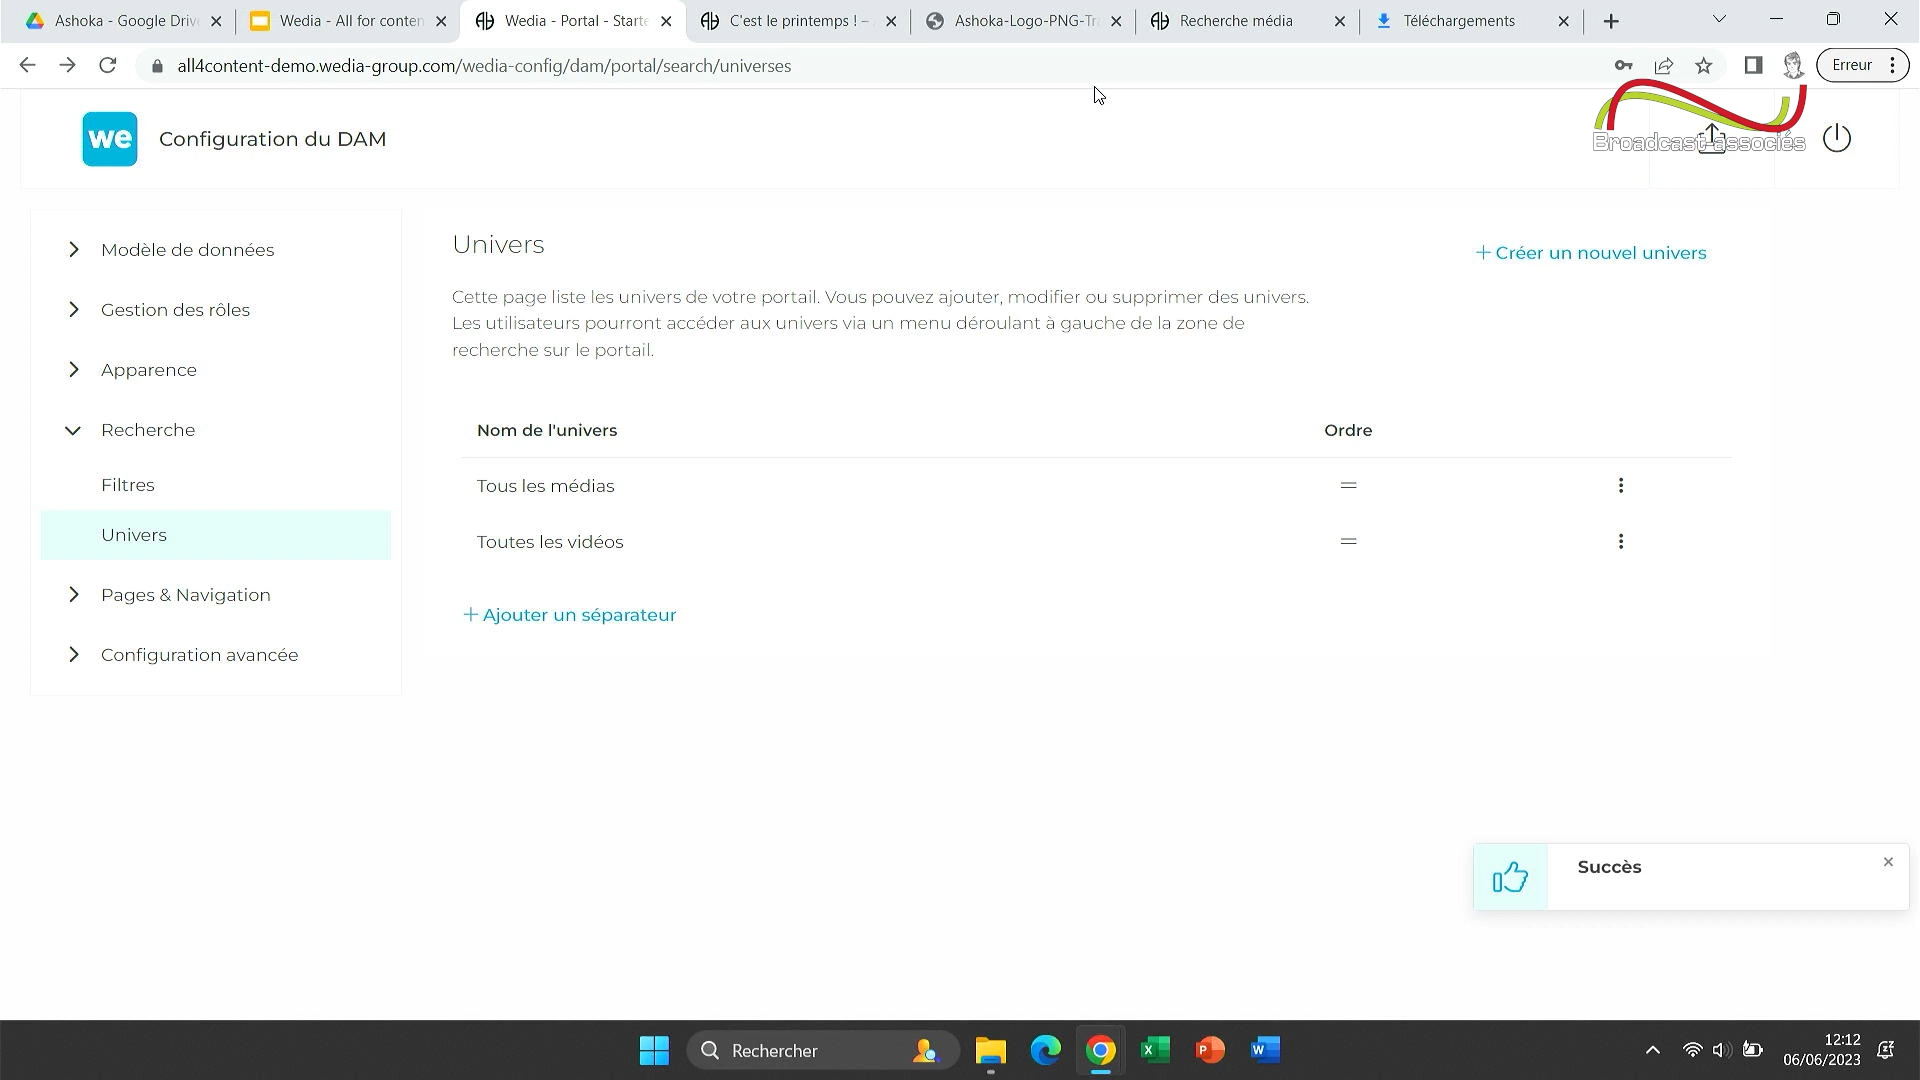 Ashoka - Google Driv
Wedia - All for conten
Wedia - Portal - Starte
C'est le printemps ! –
Ashoka-Logo-PNG-Tr
Recherche média
Téléchargements
all4content-demo.wedia-group.com/wedia-config/dam/portal/search/universes
Erreur
we
Configuration du DAM
Broadcast-associés
Modèle de données
Gestion des rôles
Apparence
Recherche
Filtres
Univers
Pages & Navigation
Configuration avancée
Univers
+ Créer un nouvel univers
Cette page liste les univers de votre portail. Vous pouvez ajouter, modifier ou supprimer des univers.
Les utilisateurs pourront accéder aux univers via un menu déroulant à gauche de la zone de
recherche sur le portail.
Nom de l'univers
Ordre
Tous les médias
Toutes les vidéos
+ Ajouter un séparateur
Succès
Rechercher
12:12
06/06/2023